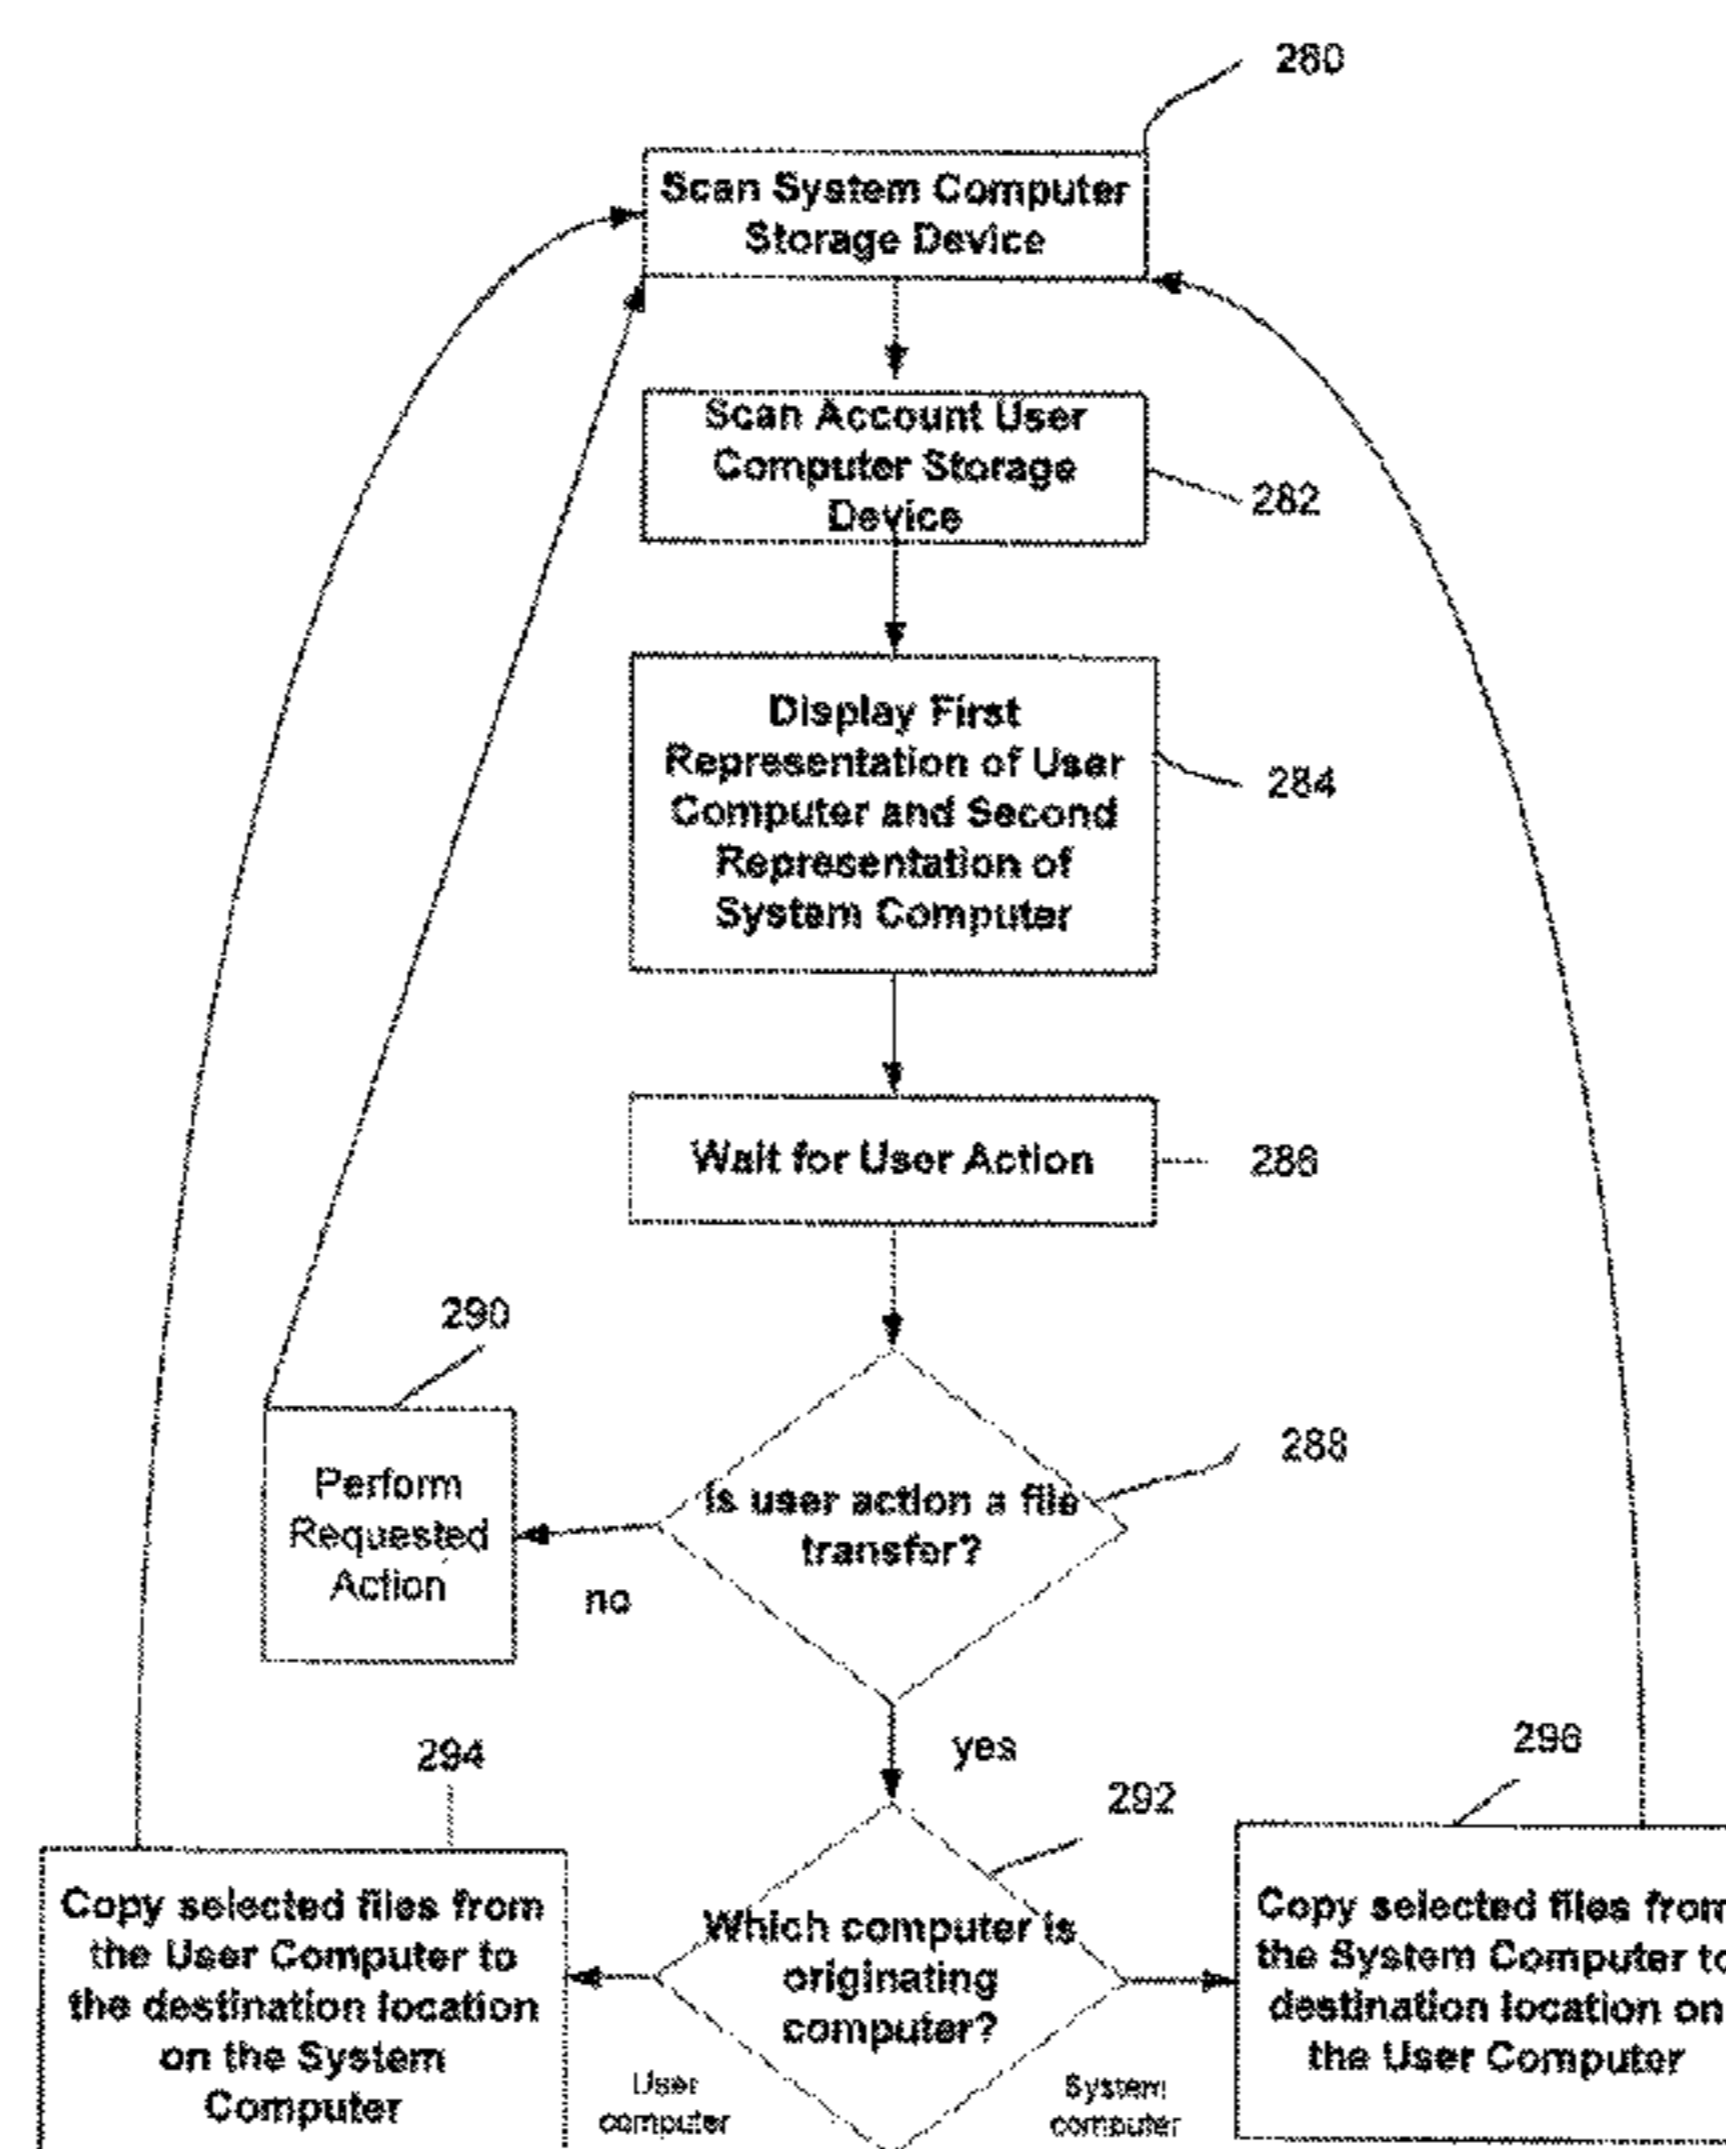 280
Scan System Computer
Storage Device
Scan Account User
Computer Storage
Device
282
Display First
Representation of User
Computer and Second
Representation of
System Computer
284
Wait for User Action
286
290
288
Is user action a file
transfer?
Perform
Requested
Action
no
yes
294
292
296
Copy selected files from
the User Computer to
the destination location
on the System
Computer
Which computer is
originating
computer?
User
computer
System
computer
Copy selected files from
the System Computer to
destination location on
the User Computer